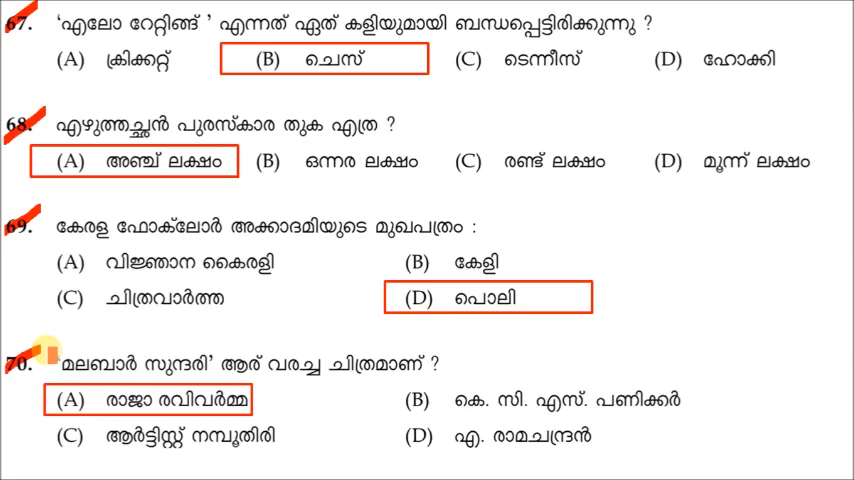 67. ‘എലോ റേറ്റിങ്ങ് ’ എന്നത് ഏത് കളിയുമായി ബന്ധപ്പെട്ടിരിക്കുന്നു ?
(A) ക്രിക്കറ്റ് (B) ചെസ് (C) ടെന്നീസ് (D) ഹോക്കി
68. എഴുത്തച്ഛൻ പുരസ്കാര തുക എത്ര ?
(A) അഞ്ച് ലക്ഷം (B) ഒന്നര ലക്ഷം (C) രണ്ട് ലക്ഷം (D) മൂന്ന് ലക്ഷം
69. കേരള ഫോക്‌ലോർ അക്കാദമിയുടെ മുഖപത്രം :
(A) വിജ്ഞാന കൈരളി (B) കേളി
(C) ചിത്രവാർത്ത (D) പൊലി
70. ‘മലബാർ സുന്ദരി’ ആര് വരച്ച ചിത്രമാണ് ?
(A) രാജാ രവിവർമ്മ (B) കെ. സി. എസ്. പണിക്കർ
(C) ആർട്ടിസ്റ്റ് നമ്പൂതിരി (D) എ. രാമചന്ദ്രൻ